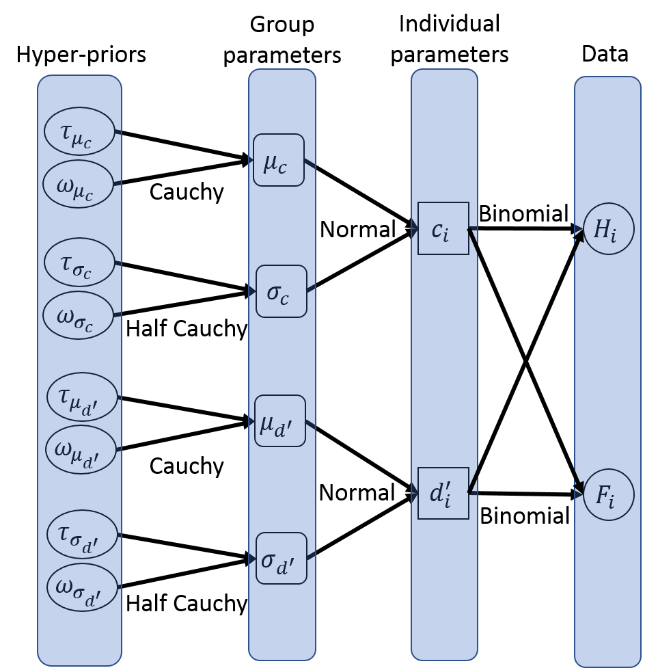 Hyper-priors
Group
parameters
Individual
parameters
Data
τ_{μ_c}
ω_{μ_c}
Cauchy
μ_c
τ_{σ_c}
ω_{σ_c}
Half Cauchy
σ_c
Normal
c_i
Binomial
H_i
τ_{μ_{d′}}
ω_{μ_{d′}}
Cauchy
μ_{d′}
τ_{σ_{d′}}
ω_{σ_{d′}}
Half Cauchy
σ_{d′}
Normal
d′_i
Binomial
F_i